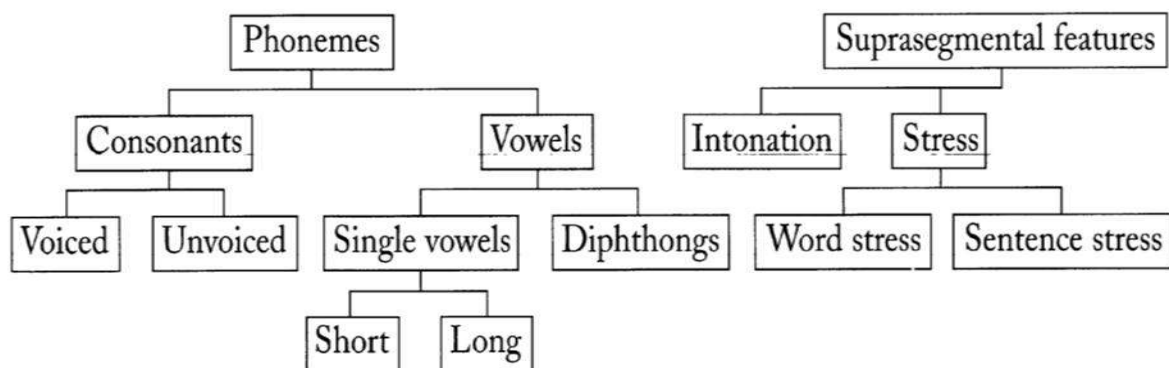 Phonemes
Suprasegmental features
Consonants
Vowels
Intonation
Stress
Voiced
Unvoiced
Single vowels
Diphthongs
Word stress
Sentence stress
Short
Long